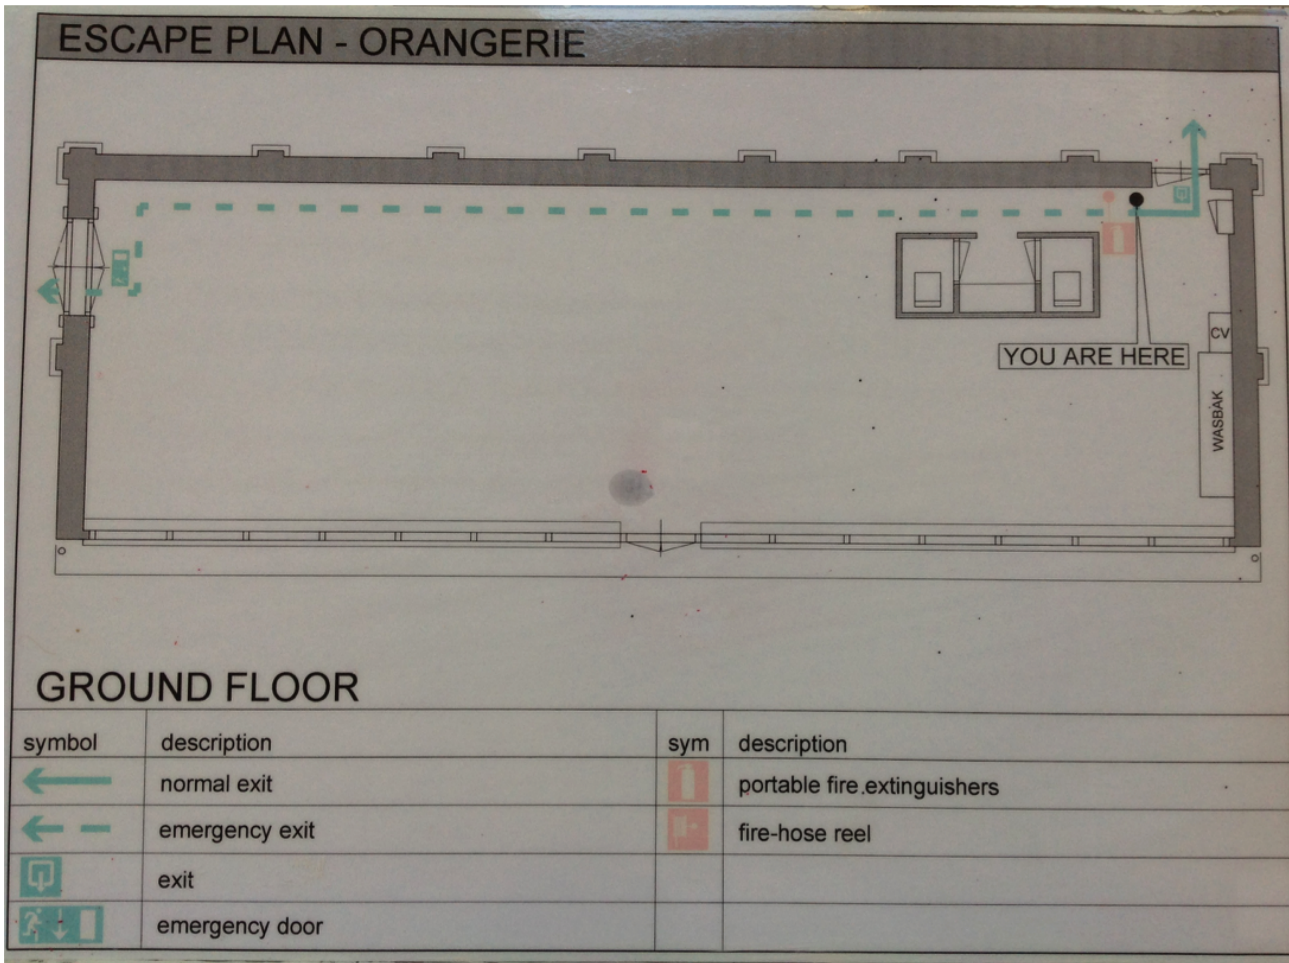 ESCAPE PLAN - ORANGERIE
YOU ARE HERE
CV
WASBAK
GROUND FLOOR
symbol description sym description
normal exit portable fire extinguishers
emergency exit fire-hose reel
exit
emergency door